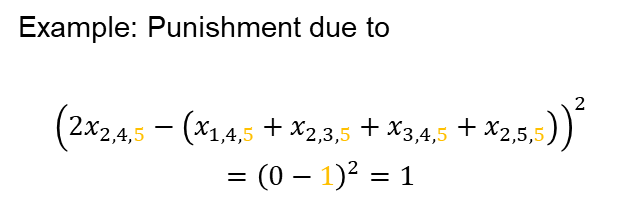 Example: Punishment due to
(2x₂,₄,₅ − (x₁,₄,₅ + x₂,₃,₅ + x₃,₄,₅ + x₂,₅,₅))²
= (0 − 1)² = 1